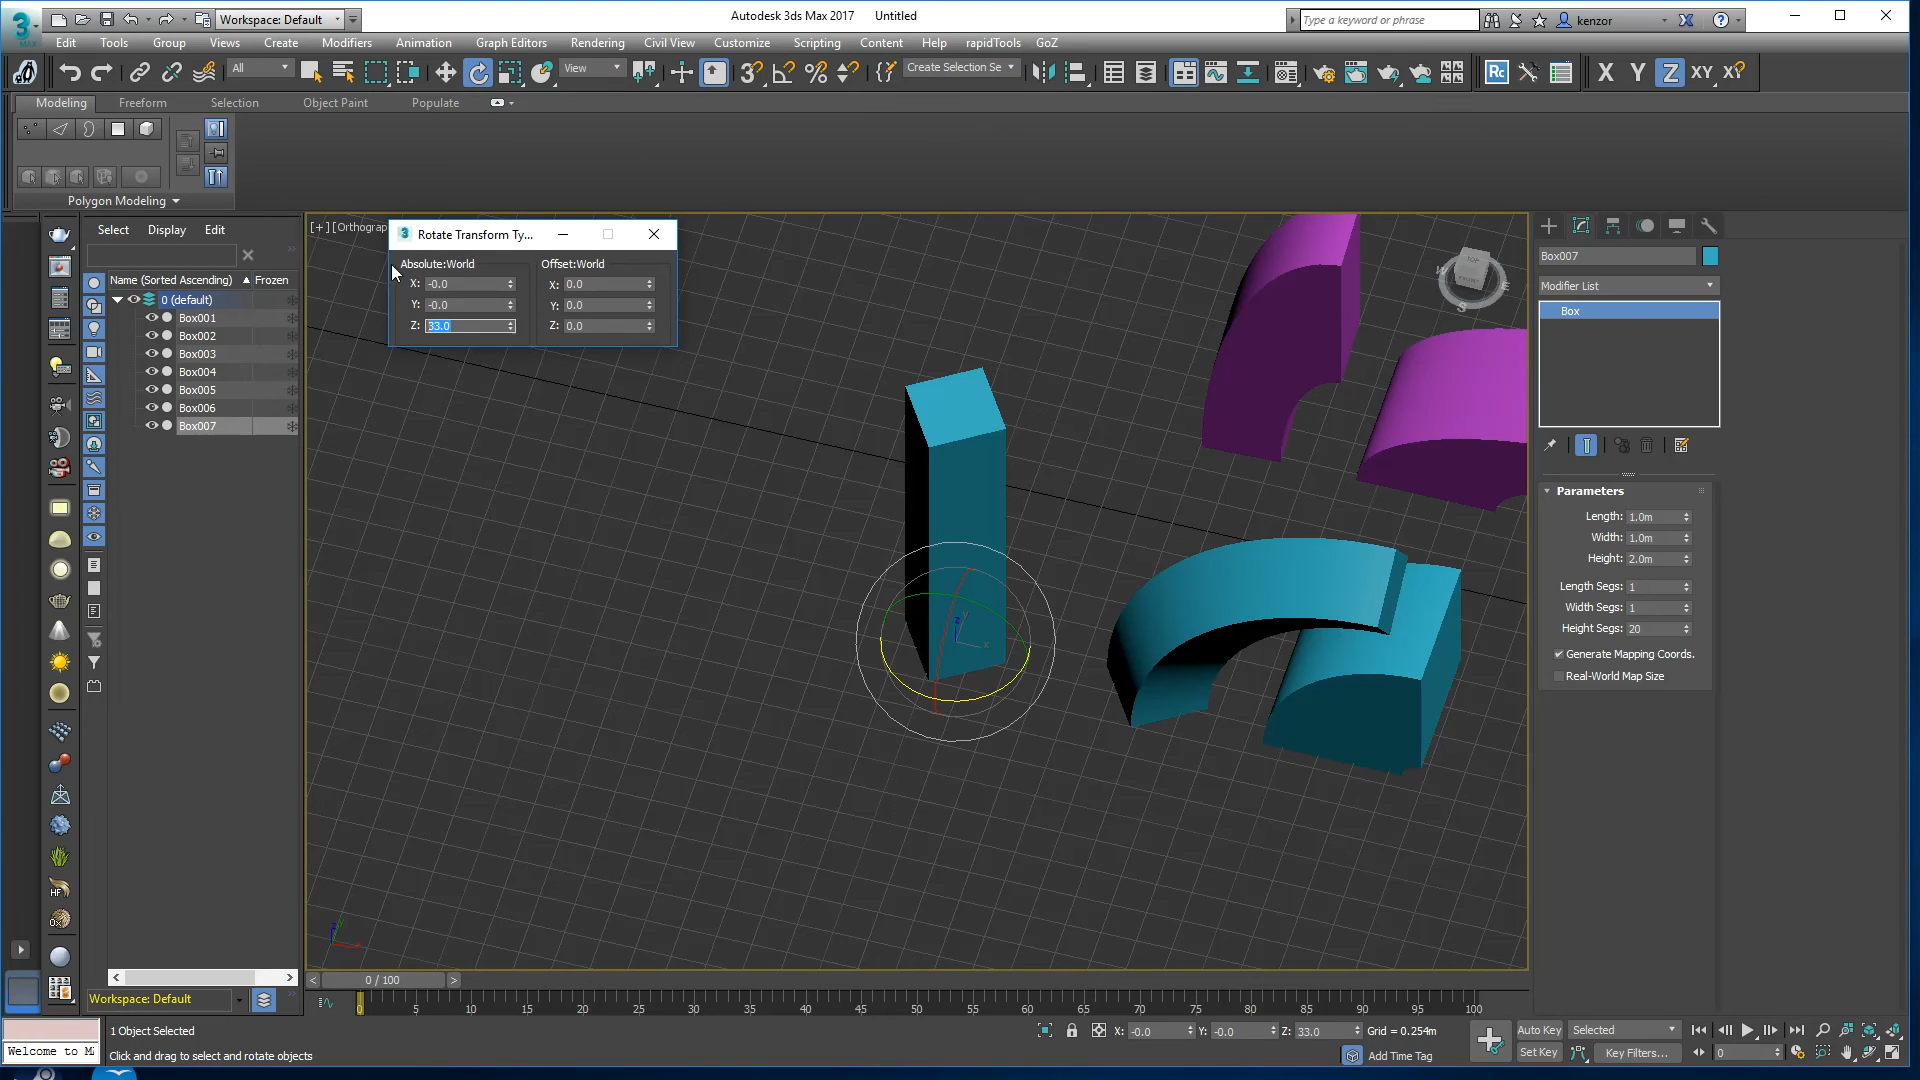 Workspace: Default
Autodesk 3ds Max 2017    Untitled
Type a keyword or phrase
kenzor
3
MAX
Edit Tools Group Views Create Modifiers Animation Graph Editors Rendering Civil View Customize Scripting Content Help rapidTools GoZ
All
View
Create Selection Se
Rc
X Y Z XY
Modeling Freeform Selection Object Paint Populate
Polygon Modeling
Select Display Edit
Name (Sorted Ascending) Frozen
0 (default)
Box001
Box002
Box003
Box004
Box005
Box006
Box007
[+] [Orthograp
Rotate Transform Ty...
Absolute:World
X: -0.0
Y: -0.0
Z: 33.0
Offset:World
X: 0.0
Y: 0.0
Z: 0.0
TOP
W
S
E
z y x
Box007
Modifier List
Box
Parameters
Length: 1.0m
Width: 1.0m
Height: 2.0m
Length Segs: 1
Width Segs: 1
Height Segs: 20
Generate Mapping Coords.
Real-World Map Size
HF
OX
< >
Workspace: Default
< 0 / 100 >
0 5 10 15 20 25 30 35 40 45 50 55 60 65 70 75 80 85 90 95 100
1 Object Selected
Welcome to M
Click and drag to select and rotate objects
X: -0.0 Y: -0.0 Z: 33.0 Grid = 0.254m
Add Time Tag
Auto Key Selected
Set Key Key Filters...
0